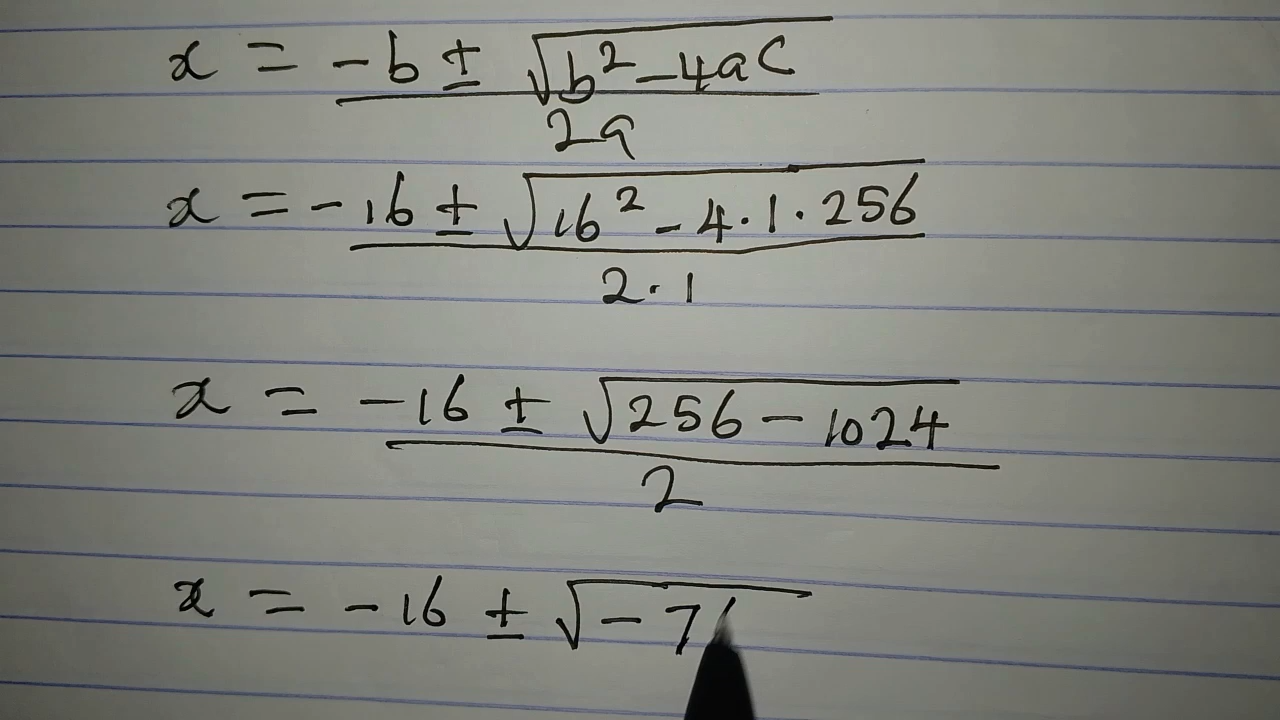 x = -b ± √b² - 4ac
2a
x = -16 ± √16² - 4·1·256
2·1
x = -16 ± √256 - 1024
2
x = -16 ± √-7